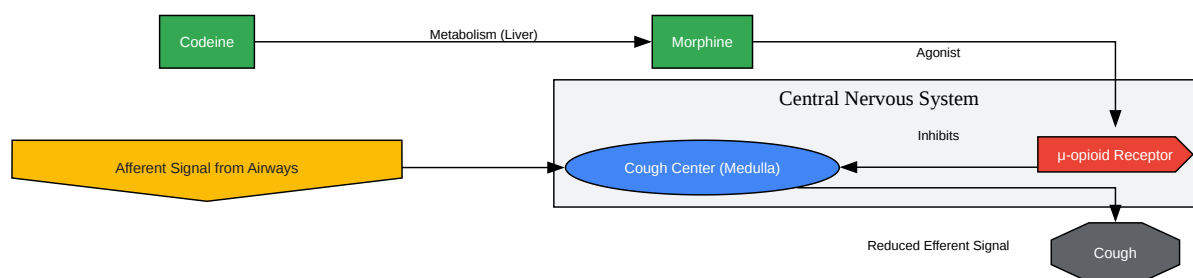 Codeine
Metabolism (Liver)
Morphine
Agonist
Central Nervous System
Inhibits
Afferent Signal from Airways
Cough Center (Medulla)
μ-opioid Receptor
Reduced Efferent Signal
Cough